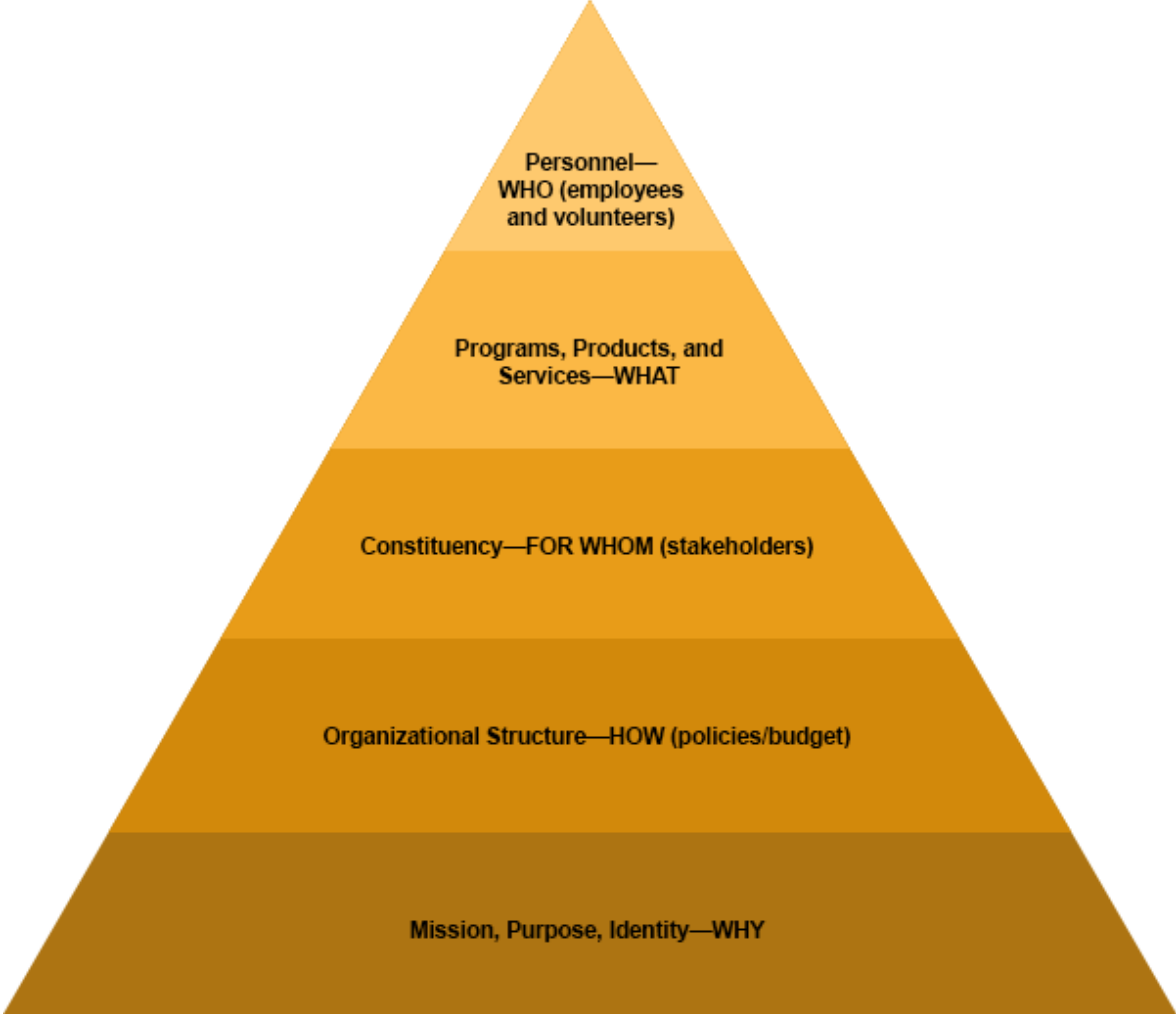 Personnel—
WHO (employees
and volunteers)
Programs, Products, and
Services—WHAT
Constituency—FOR WHOM (stakeholders)
Organizational Structure—HOW (policies/budget)
Mission, Purpose, Identity—WHY